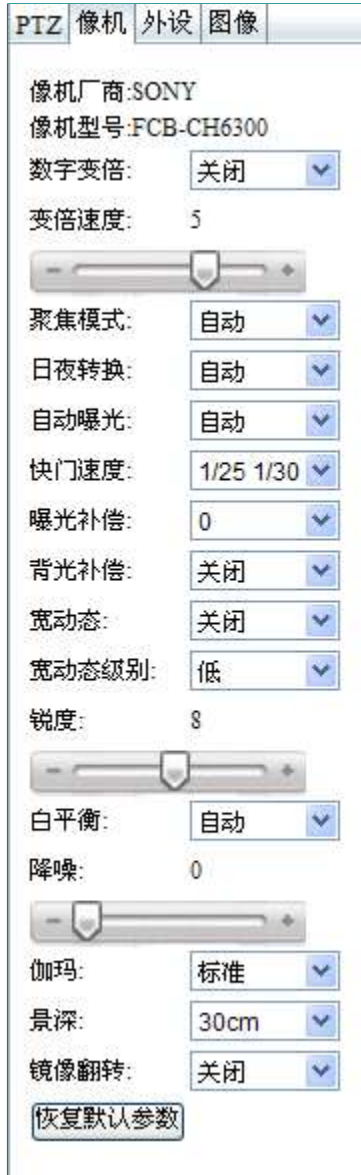 PTZ 像机 外设 图像
像机厂商:SONY
像机型号:FCB-CH6300
数字变倍: 关闭
变倍速度: 5
聚焦模式: 自动
日夜转换: 自动
自动曝光: 自动
快门速度: 1/25 1/30
曝光补偿: 0
背光补偿: 关闭
宽动态: 关闭
宽动态级别: 低
锐度: 8
白平衡: 自动
降噪: 0
伽玛: 标准
景深: 30cm
镜像翻转: 关闭
恢复默认参数